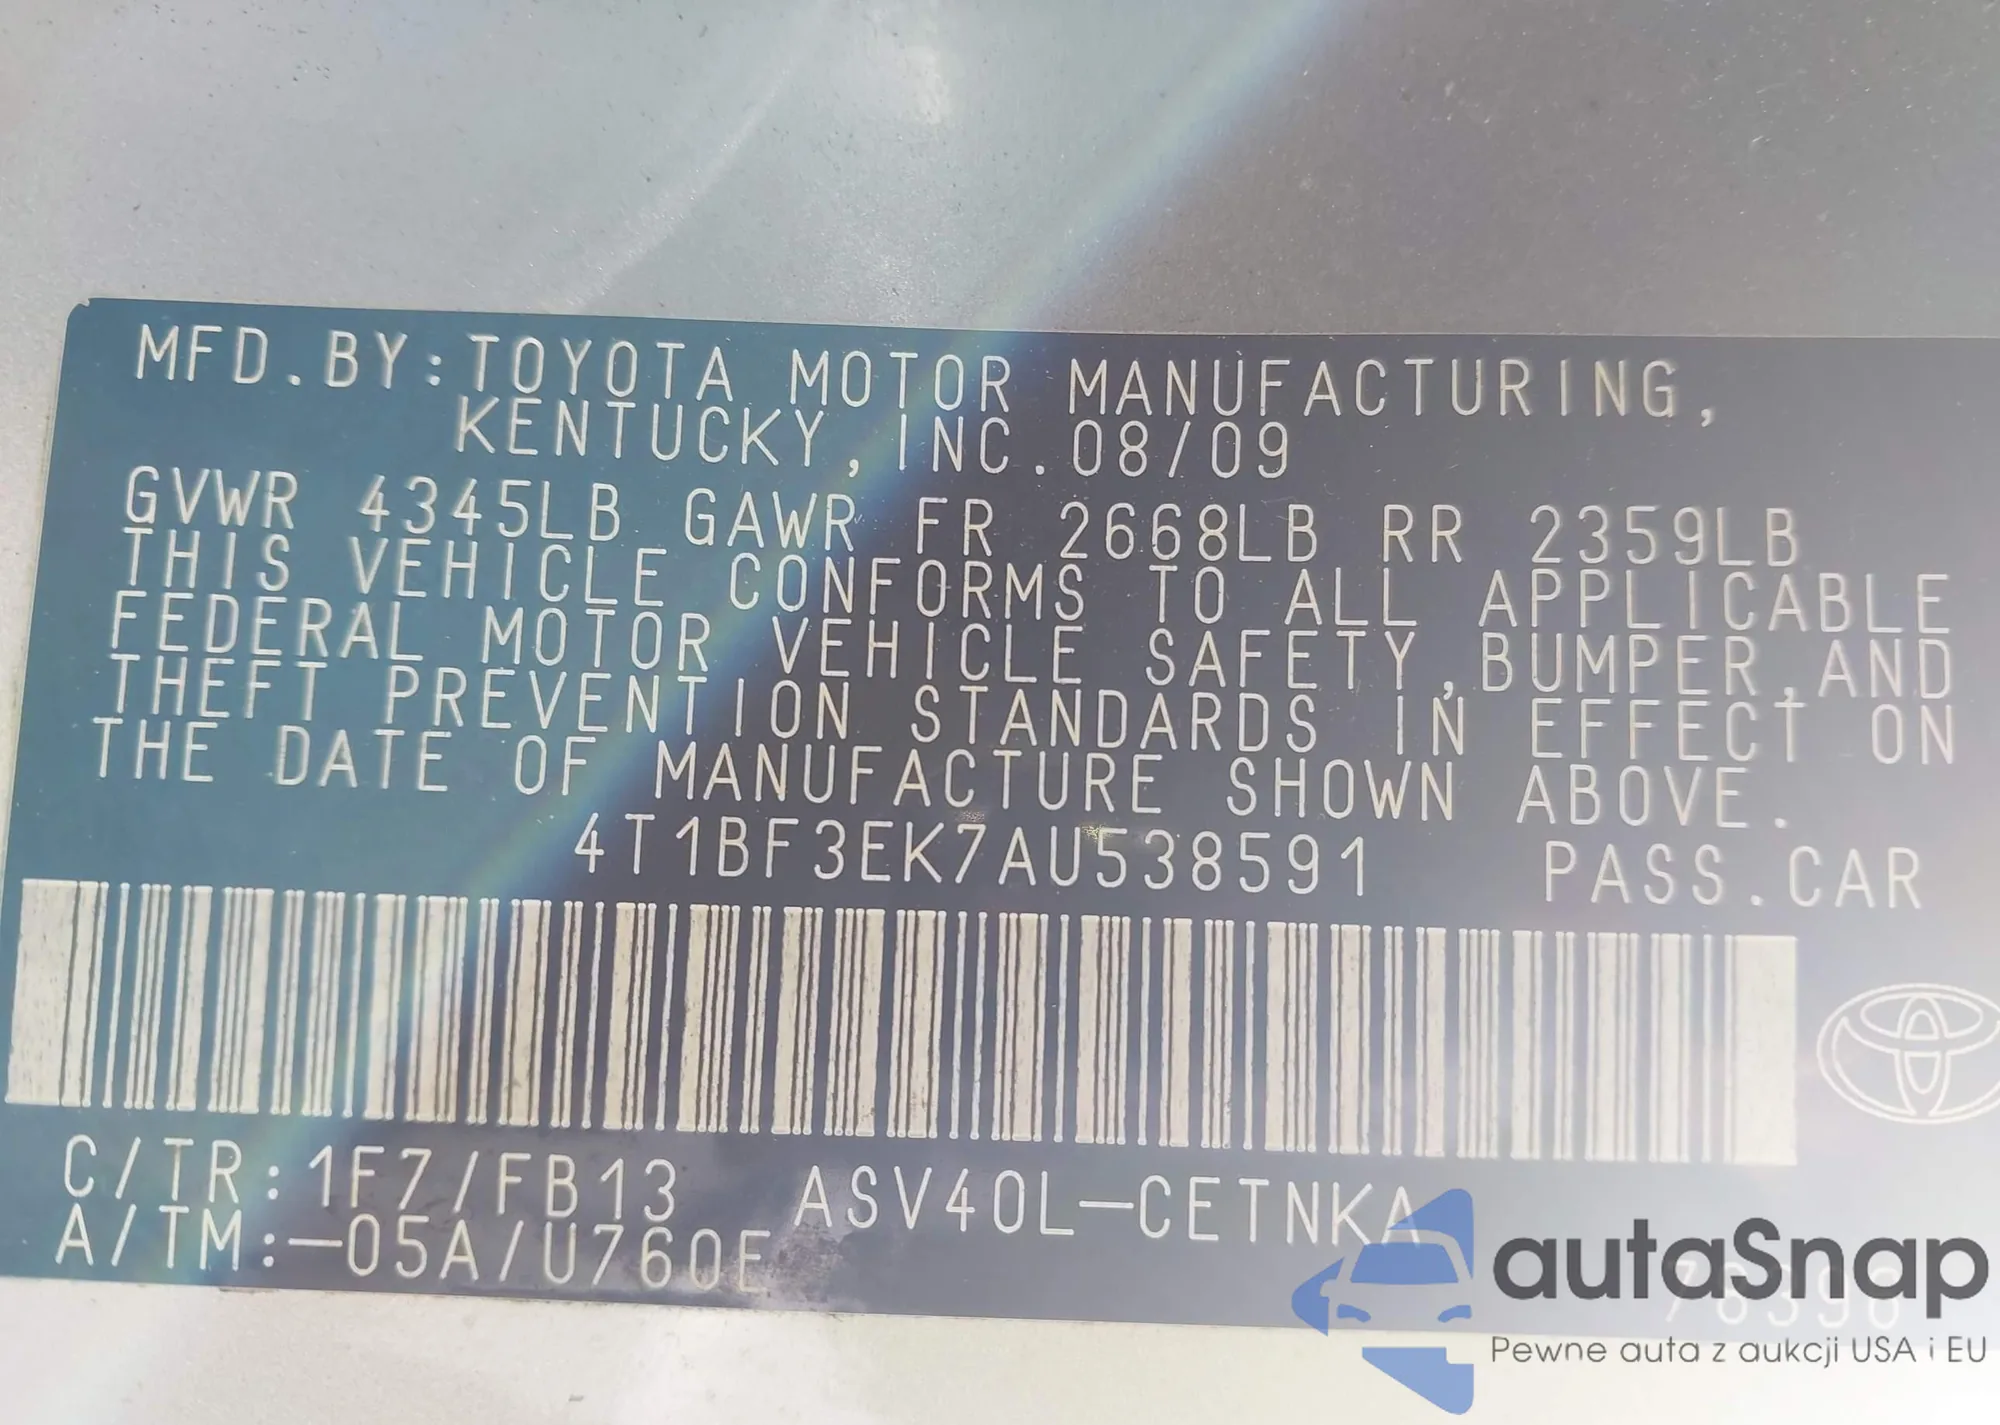 MFD.BY:TOYOTA MOTOR MANUFACTURING,
KENTUCKY,INC.08/09
GVWR 4345LB GAWR FR 2668LB RR 2359LB
THIS VEHICLE CONFORMS TO ALL APPLICABLE
FEDERAL MOTOR VEHICLE SAFETY,BUMPER,AND
THEFT PREVENTION STANDARDS IN EFFECT ON
THE DATE OF MANUFACTURE SHOWN ABOVE.
4T1BF3EK7AU538591 PASS.CAR
C/TR:1F7/FB13 ASV40L-CETNKA
A/TM:-05A/U760E
autaSnap
Pewne auta z aukcji USA i EU